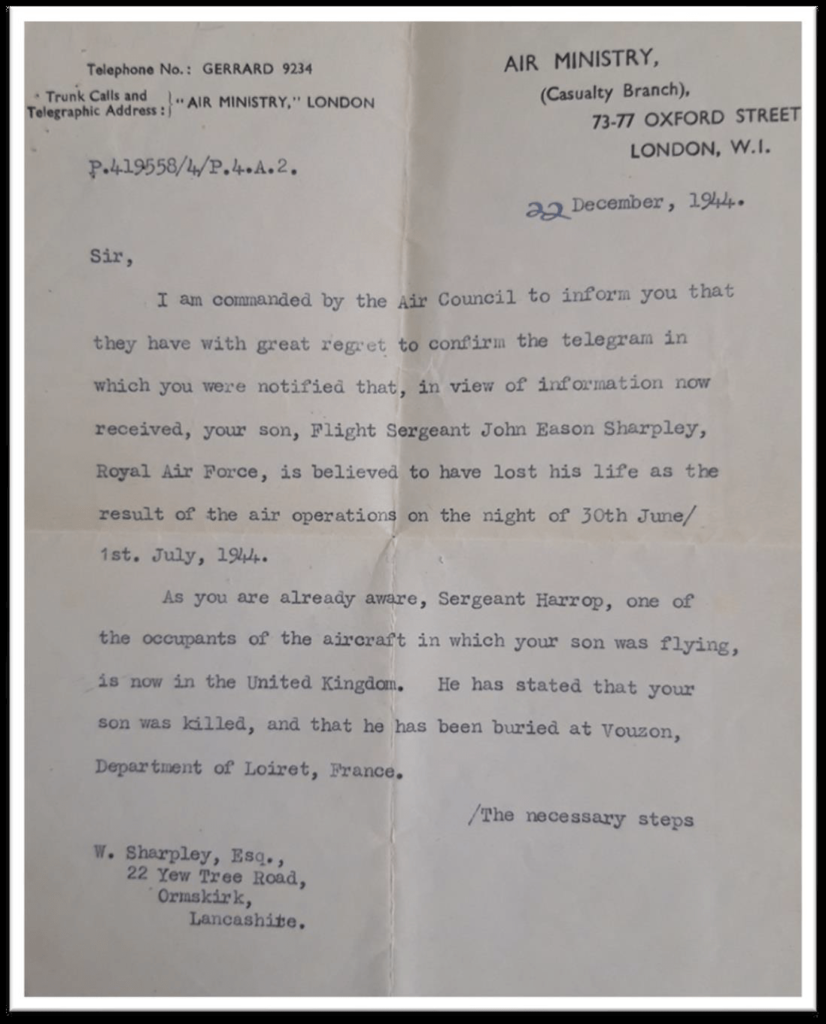 Telephone No.: GERRARD 9234
Trunk Calls and
Telegraphic Address:} "AIR MINISTRY," LONDON
P.419558/4/P.4.A.2.
AIR MINISTRY,
(Casualty Branch),
73-77 OXFORD STREET
LONDON, W.I.
22 December, 1944.
Sir,
I am commanded by the Air Council to inform you that
they have with great regret to confirm the telegram in
which you were notified that, in view of information now
received, your son, Flight Sergeant John Eason Sharpley,
Royal Air Force, is believed to have lost his life as the
result of the air operations on the night of 30th June/
1st. July, 1944.
As you are already aware, Sergeant Harrop, one of
the occupants of the aircraft in which your son was flying,
is now in the United Kingdom. He has stated that your
son was killed, and that he has been buried at Vouzon,
Department of Loiret, France.
/The necessary steps
W. Sharpley, Esq.,
22 Yew Tree Road,
Ormskirk,
Lancashire.